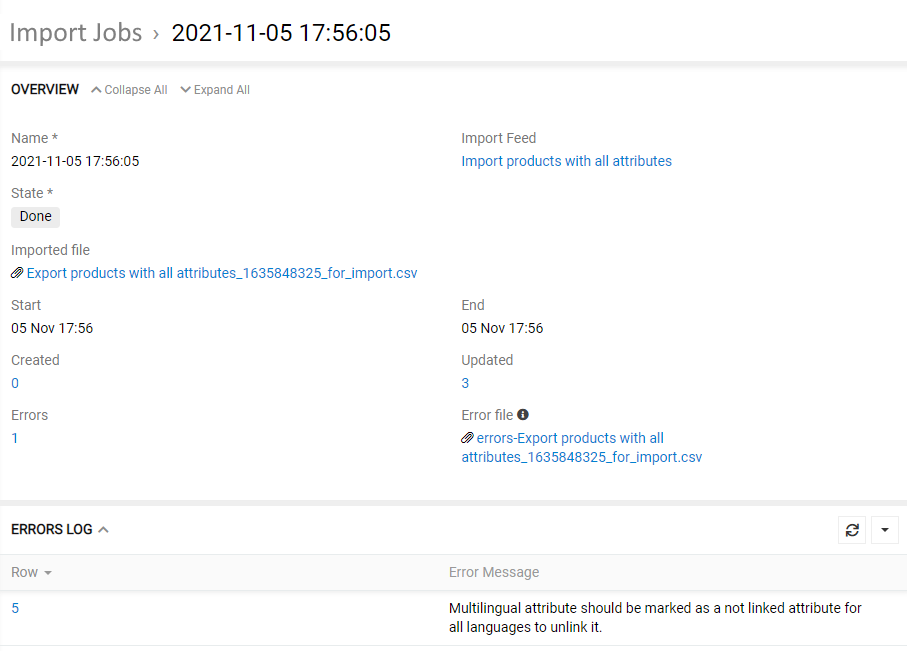 Import Jobs › 2021-11-05 17:56:05
OVERVIEW Collapse All Expand All
Name * Import Feed
2021-11-05 17:56:05 Import products with all attributes
State *
Done
Imported file
Export products with all attributes_1635848325_for_import.csv
Start End
05 Nov 17:56 05 Nov 17:56
Created Updated
0 3
Errors Error file
1 errors-Export products with all
attributes_1635848325_for_import.csv
ERRORS LOG
Row Error Message
5 Multilingual attribute should be marked as a not linked attribute for
all languages to unlink it.